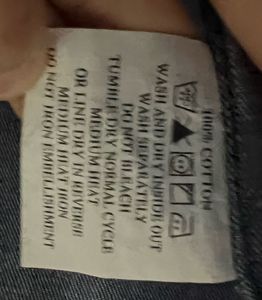 100% COTTON
WASH AND DRY INSIDE OUT
WASH SEPARATELY
DO NOT BLEACH
TUMBLE DRY NORMAL CYCLE
MEDIUM HEAT
OR LINE DRY IN REVERSE
MEDIUM HEAT IRON
DO NOT IRON EMBELLISHMENT